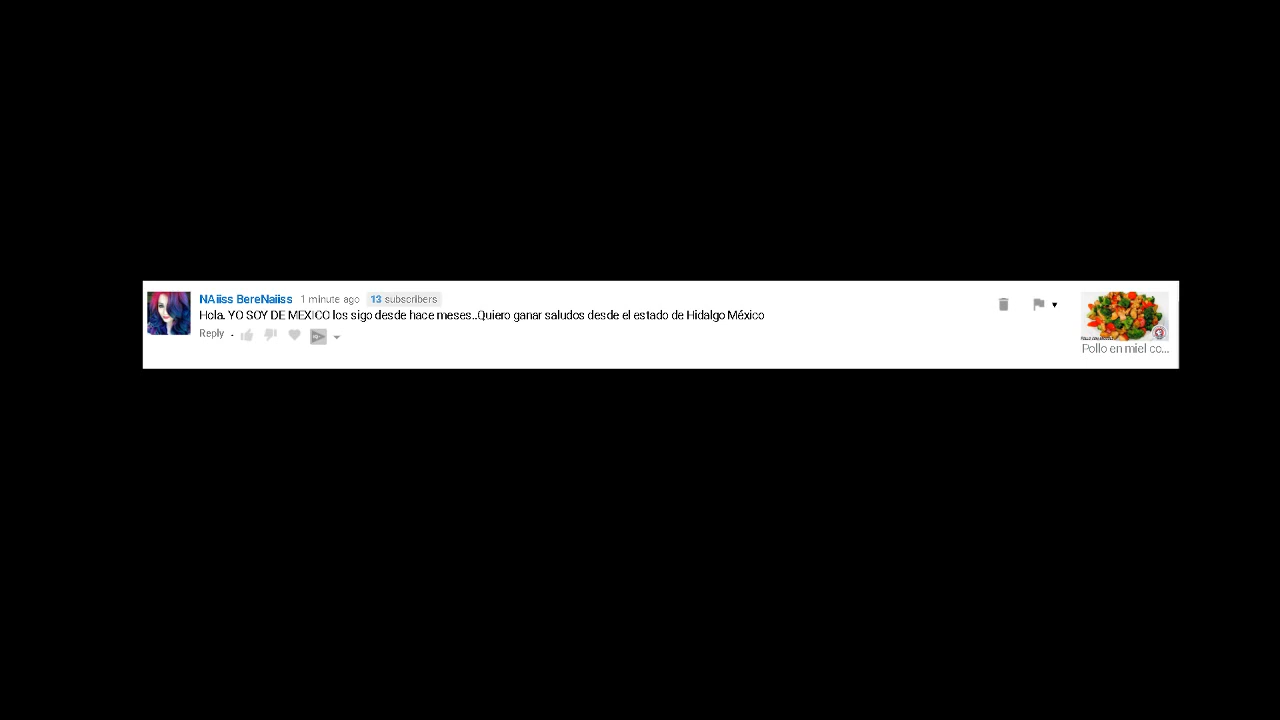 NAiiss BereNaiiss 1 minute ago 13 subscribers
Hola. YO SOY DE MEXICO los sigo desde hace meses..Quiero ganar saludos desde el estado de Hidalgo México
Reply
Pollo en miel cc...